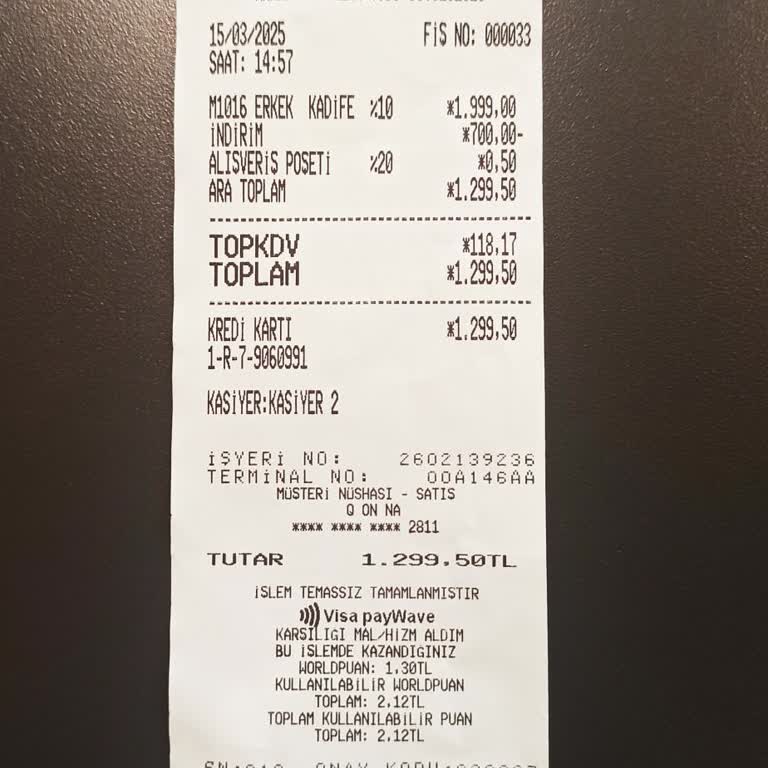 15/03/2025 FİS NO: 000033
SAAT: 14:57
M1016 ERKEK KADİFE %10 *1.999,00
İNDİRİM *700,00-
ALISVERİS POSETİ %20 *0,50
ARA TOPLAM *1.299,50
TOPKDV *118,17
TOPLAM *1.299,50
KREDİ KARTI *1.299,50
1-R-7-9060991
KASİYER:KASİYER 2
İŞYERİ NO: 2602139236
TERMİNAL NO: 00A146AA
MÜSTERİ NÜSHASI - SATIS
Q ON NA
**** **** **** 2811
TUTAR 1.299,50TL
İSLEM TEMASSIZ TAMAMLANMISTIR
Visa payWave
KARSILIGI MAL/HIZM ALDIM
BU İSLEMDE KAZANDIGINIZ
WORLDPUAN: 1,30TL
KULLANILABİLİR WORLDPUAN
TOPLAM: 2,12TL
TOPLAM KULLANILABİLİR PUAN
TOPLAM: 2,12TL